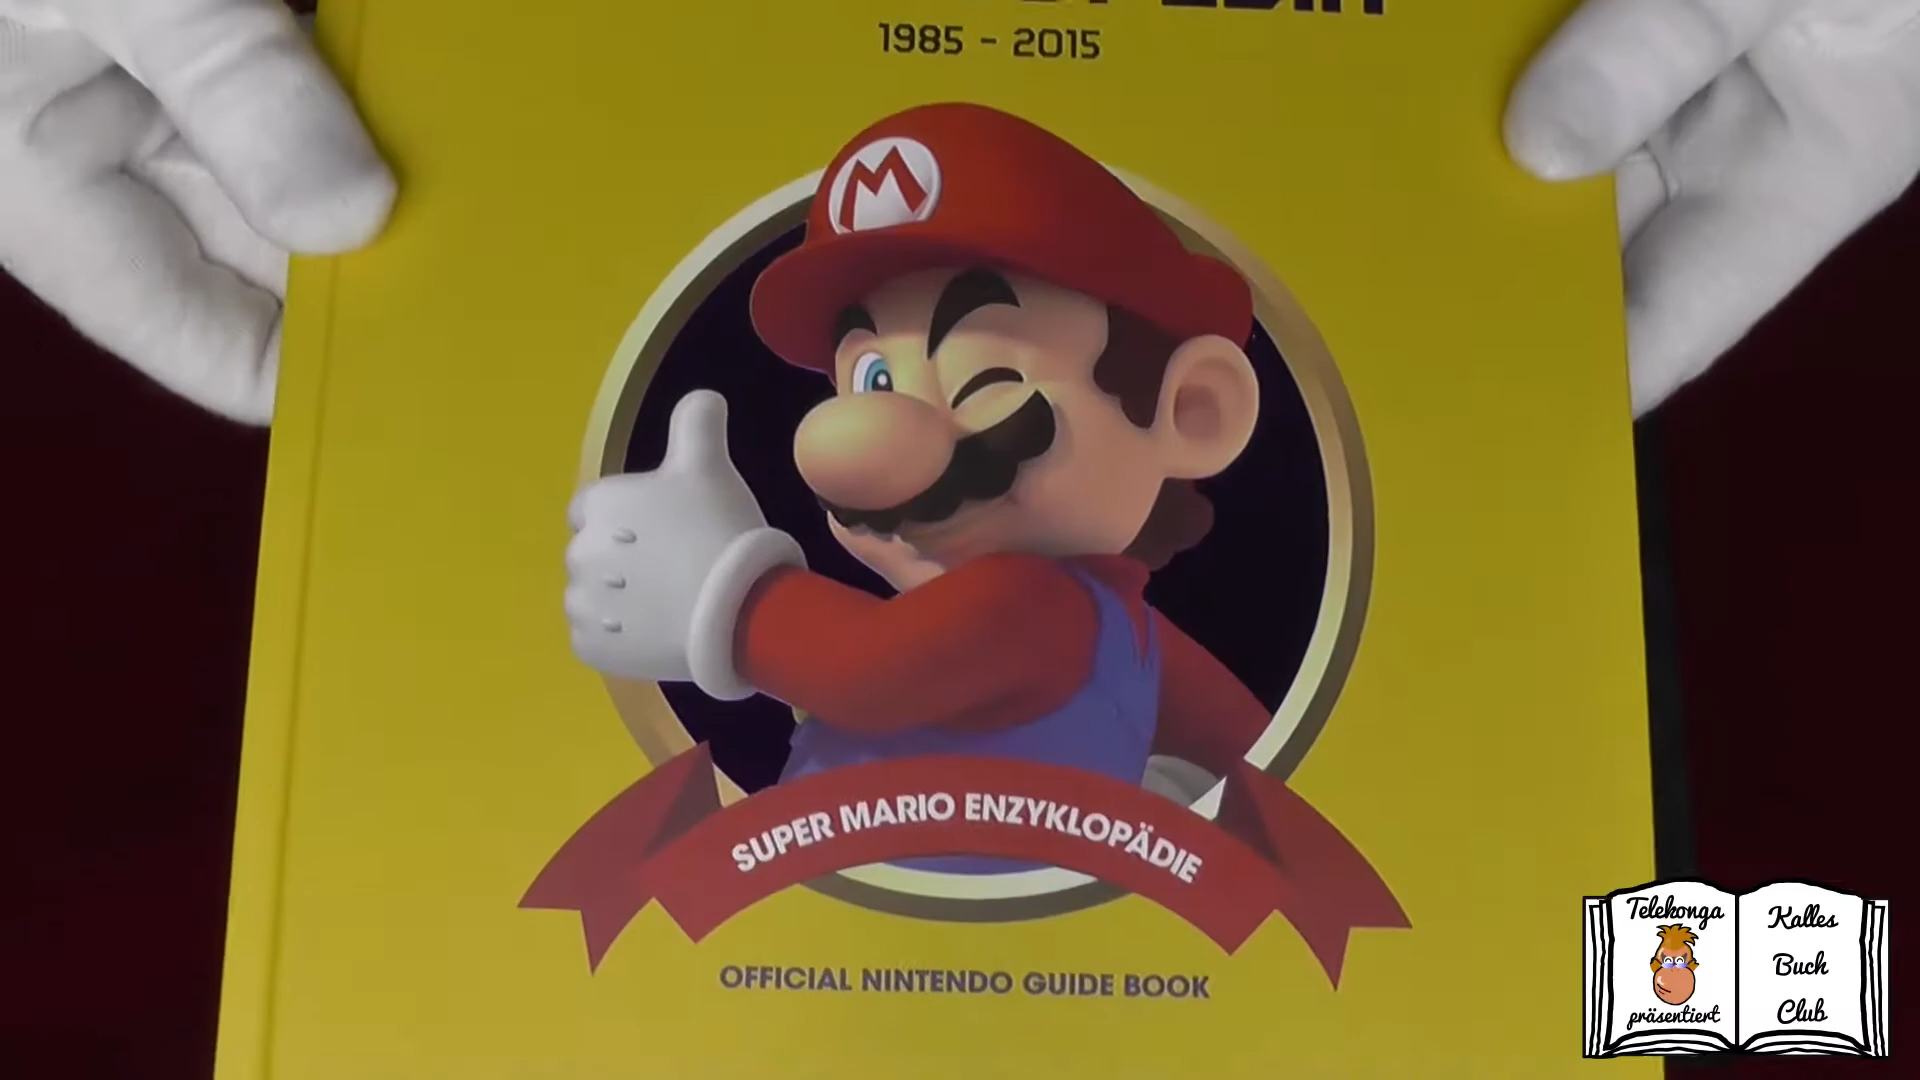 1985 - 2015
M
SUPER MARIO ENZYKLOPÄDIE
OFFICIAL NINTENDO GUIDE BOOK
Telekonga
präsentiert
Kalles
Buch
Club